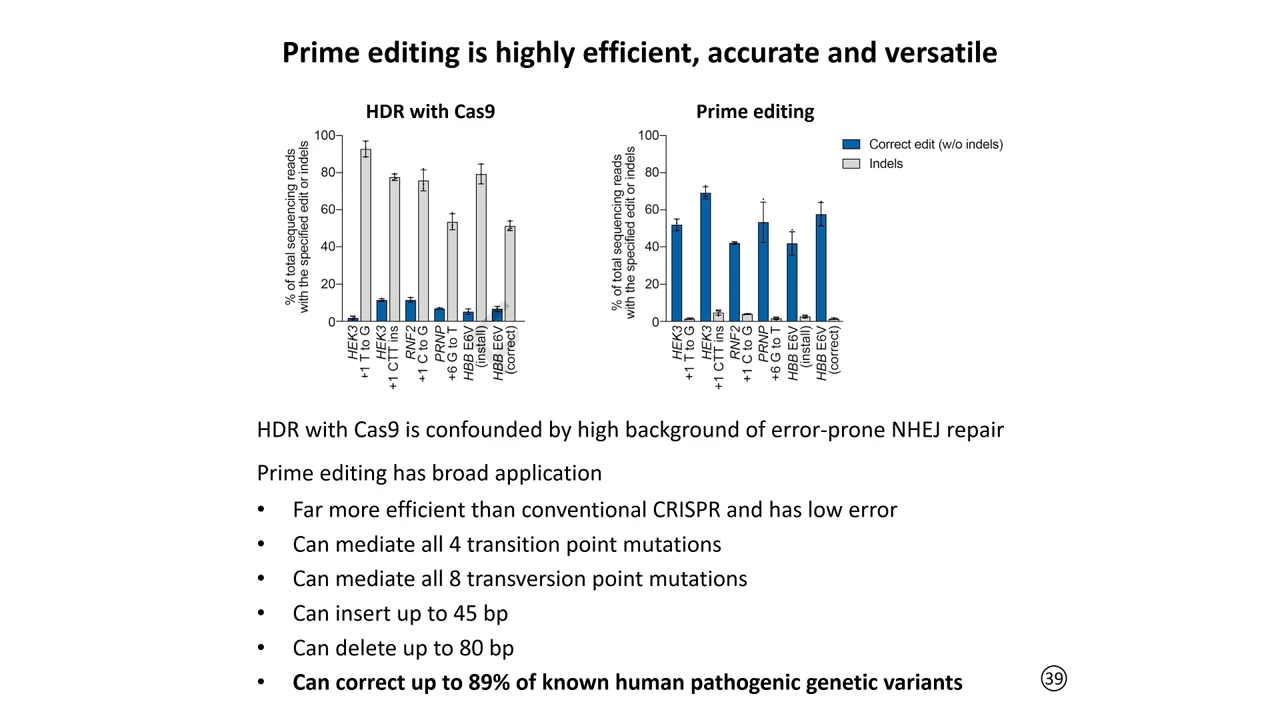 Prime editing is highly efficient, accurate and versatile
HDR with Cas9
% of total sequencing reads
with the specified edit or indels
100
80
60
40
20
0
HEK3
+1 T to G
HEK3
+1 CTT ins
RNF2
+1 C to G
PRNP
+6 G to T
HBB E6V
(install)
HBB E6V
(correct)
Prime editing
% of total sequencing reads
with the specified edit or indels
100
80
60
40
20
0
HEK3
+1 T to G
HEK3
+1 CTT ins
RNF2
+1 C to G
PRNP
+6 G to T
HBB E6V
(install)
HBB E6V
(correct)
Correct edit (w/o indels)
Indels
HDR with Cas9 is confounded by high background of error-prone NHEJ repair
Prime editing has broad application
• Far more efficient than conventional CRISPR and has low error
• Can mediate all 4 transition point mutations
• Can mediate all 8 transversion point mutations
• Can insert up to 45 bp
• Can delete up to 80 bp
• Can correct up to 89% of known human pathogenic genetic variants
39